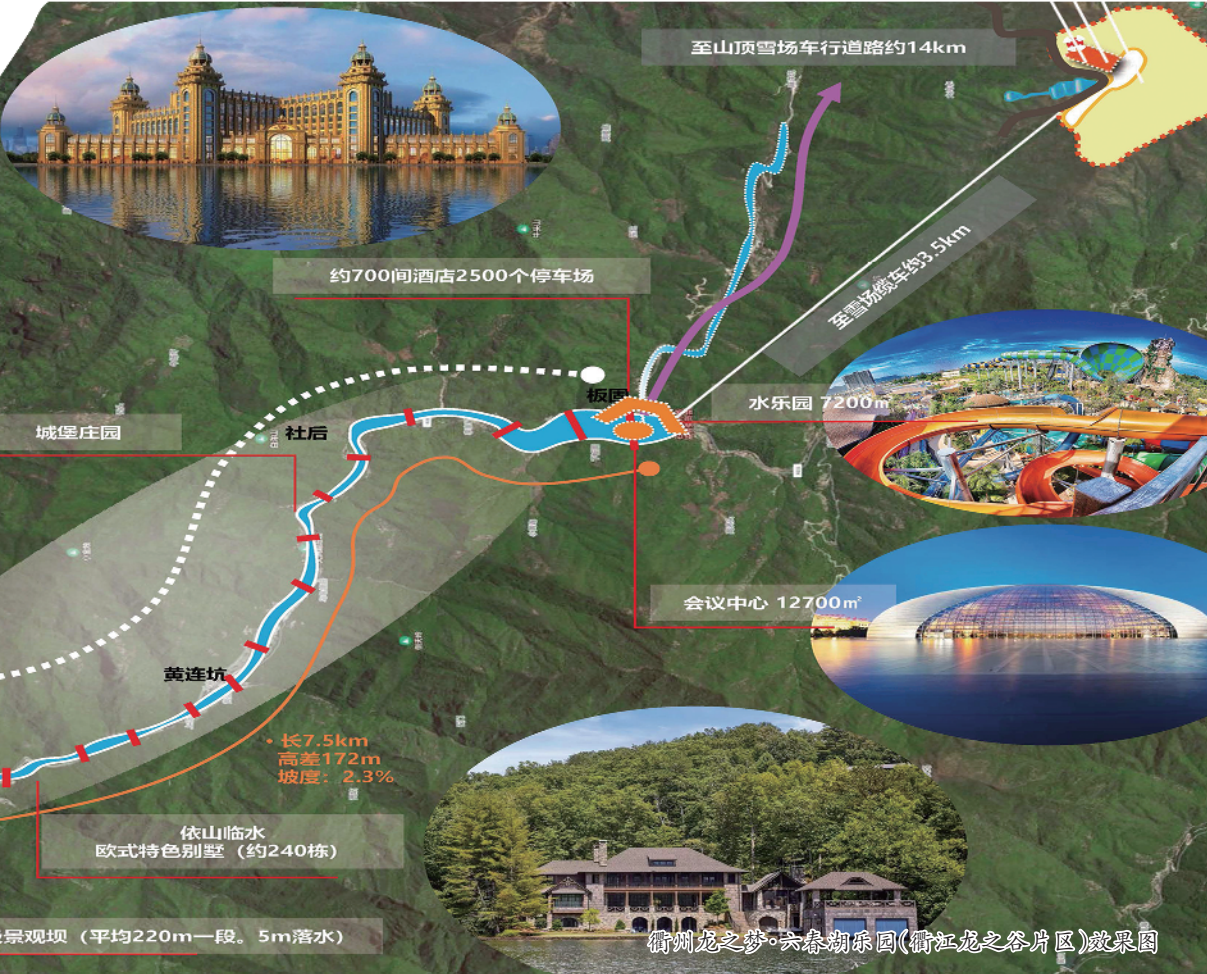 至山顶雪场车行道路约14km
约700间酒店2500个停车场
至雪场缆车约3.5km
板固
水乐园 7200㎡
城堡庄园
社后
会议中心 12700㎡
黄连坑
• 长7.5km
高差172m
坡度：2.3%
依山临水
欧式特色别墅（约240栋）
景观坝（平均220m一段。5m落水）
衢州龙之梦·六春湖乐园(衢江龙之谷片区)效果图